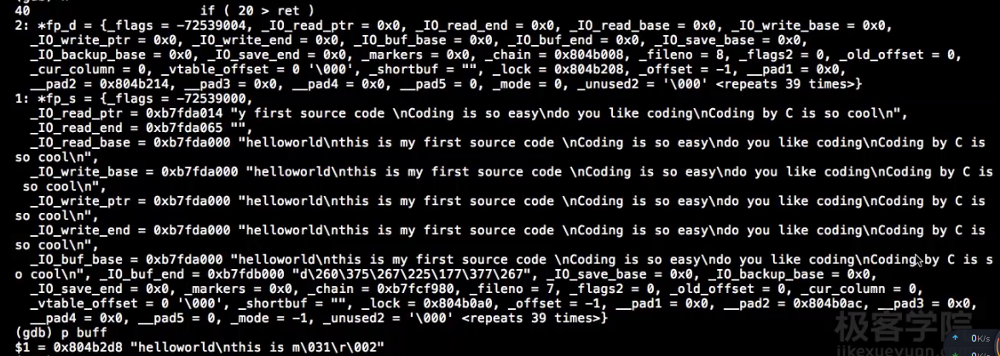 40                      if ( 20 > ret )
2: *fp_d = {_flags = -72539004, _IO_read_ptr = 0x0, _IO_read_end = 0x0, _IO_read_base = 0x0, _IO_write_base = 0x0,
_IO_write_ptr = 0x0, _IO_write_end = 0x0, _IO_buf_base = 0x0, _IO_buf_end = 0x0, _IO_save_base = 0x0,
_IO_backup_base = 0x0, _IO_save_end = 0x0, _markers = 0x0, _chain = 0x804b008, _fileno = 8, _flags2 = 0, _old_offset = 0,
_cur_column = 0, _vtable_offset = 0 '\000', _shortbuf = "", _lock = 0x804b208, _offset = -1, __pad1 = 0x0,
__pad2 = 0x804b214, __pad3 = 0x0, __pad4 = 0x0, __pad5 = 0, _mode = 0, _unused2 = '\000' <repeats 39 times>}
1: *fp_s = {_flags = -72539000,
_IO_read_ptr = 0xb7fda014 "y first source code \nCoding is so easy\ndo you like coding\nCoding by C is so cool\n",
_IO_read_end = 0xb7fda065 "",
_IO_read_base = 0xb7fda000 "helloworld\nthis is my first source code \nCoding is so easy\ndo you like coding\nCoding by C is
so cool\n",
_IO_write_base = 0xb7fda000 "helloworld\nthis is my first source code \nCoding is so easy\ndo you like coding\nCoding by C is
so cool\n",
_IO_write_ptr = 0xb7fda000 "helloworld\nthis is my first source code \nCoding is so easy\ndo you like coding\nCoding by C is
so cool\n",
_IO_write_end = 0xb7fda000 "helloworld\nthis is my first source code \nCoding is so easy\ndo you like coding\nCoding by C is
so cool\n",
_IO_buf_base = 0xb7fda000 "helloworld\nthis is my first source code \nCoding is so easy\ndo you like coding\nCoding by C is s
o cool\n", _IO_buf_end = 0xb7fdb000 "d\260\375\267\225\177\377\267", _IO_save_base = 0x0, _IO_backup_base = 0x0,
_IO_save_end = 0x0, _markers = 0x0, _chain = 0xb7fcf980, _fileno = 7, _flags2 = 0, _old_offset = 0, _cur_column = 0,
_vtable_offset = 0 '\000', _shortbuf = "", _lock = 0x804b0a0, _offset = -1, __pad1 = 0x0, __pad2 = 0x804b0ac, __pad3 = 0x0,
__pad4 = 0x0, __pad5 = 0, _mode = -1, _unused2 = '\000' <repeats 39 times>}
(gdb) p buff
$1 = 0x804b2d8 "helloworld\nthis is m\031\r\002"
极客学院
jikexueyuan.com
0K/s
0K/s